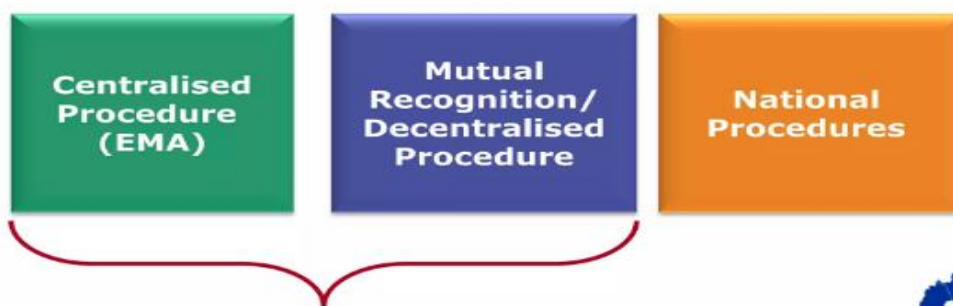 Centralised
Procedure
(EMA)
Mutual
Recognition/
Decentralised
Procedure
National
Procedures